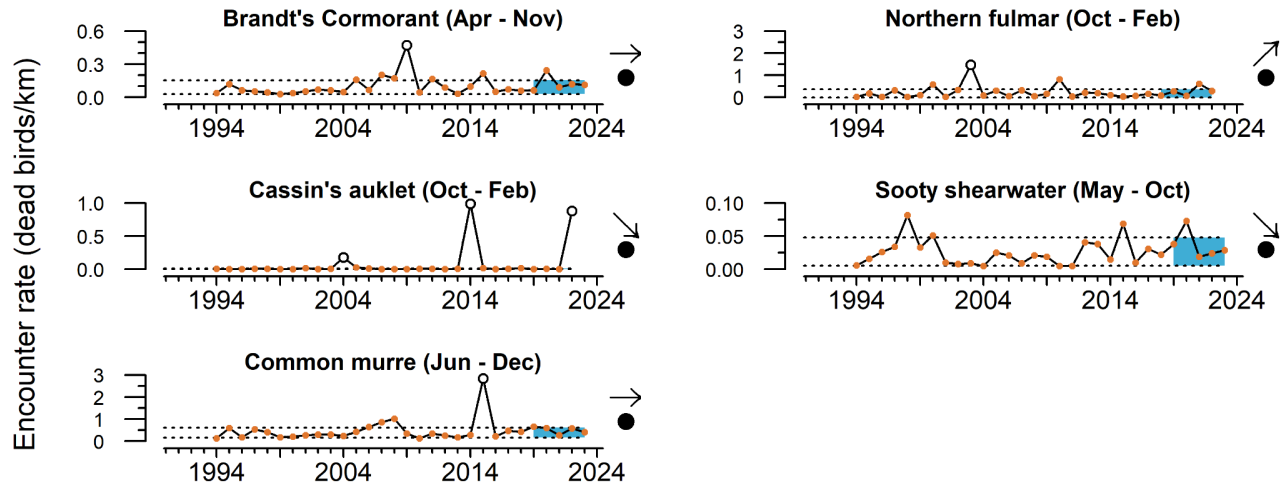 Encounter rate (dead birds/km)
Brandt's Cormorant (Apr - Nov)
0.6
0.3
0.0
1994 2004 2014 2024
Northern fulmar (Oct - Feb)
3
2
1
0
1994 2004 2014 2024
Cassin's auklet (Oct - Feb)
1.0
0.5
0.0
1994 2004 2014 2024
Sooty shearwater (May - Oct)
0.10
0.05
0.00
1994 2004 2014 2024
Common murre (Jun - Dec)
3
2
1
0
1994 2004 2014 2024